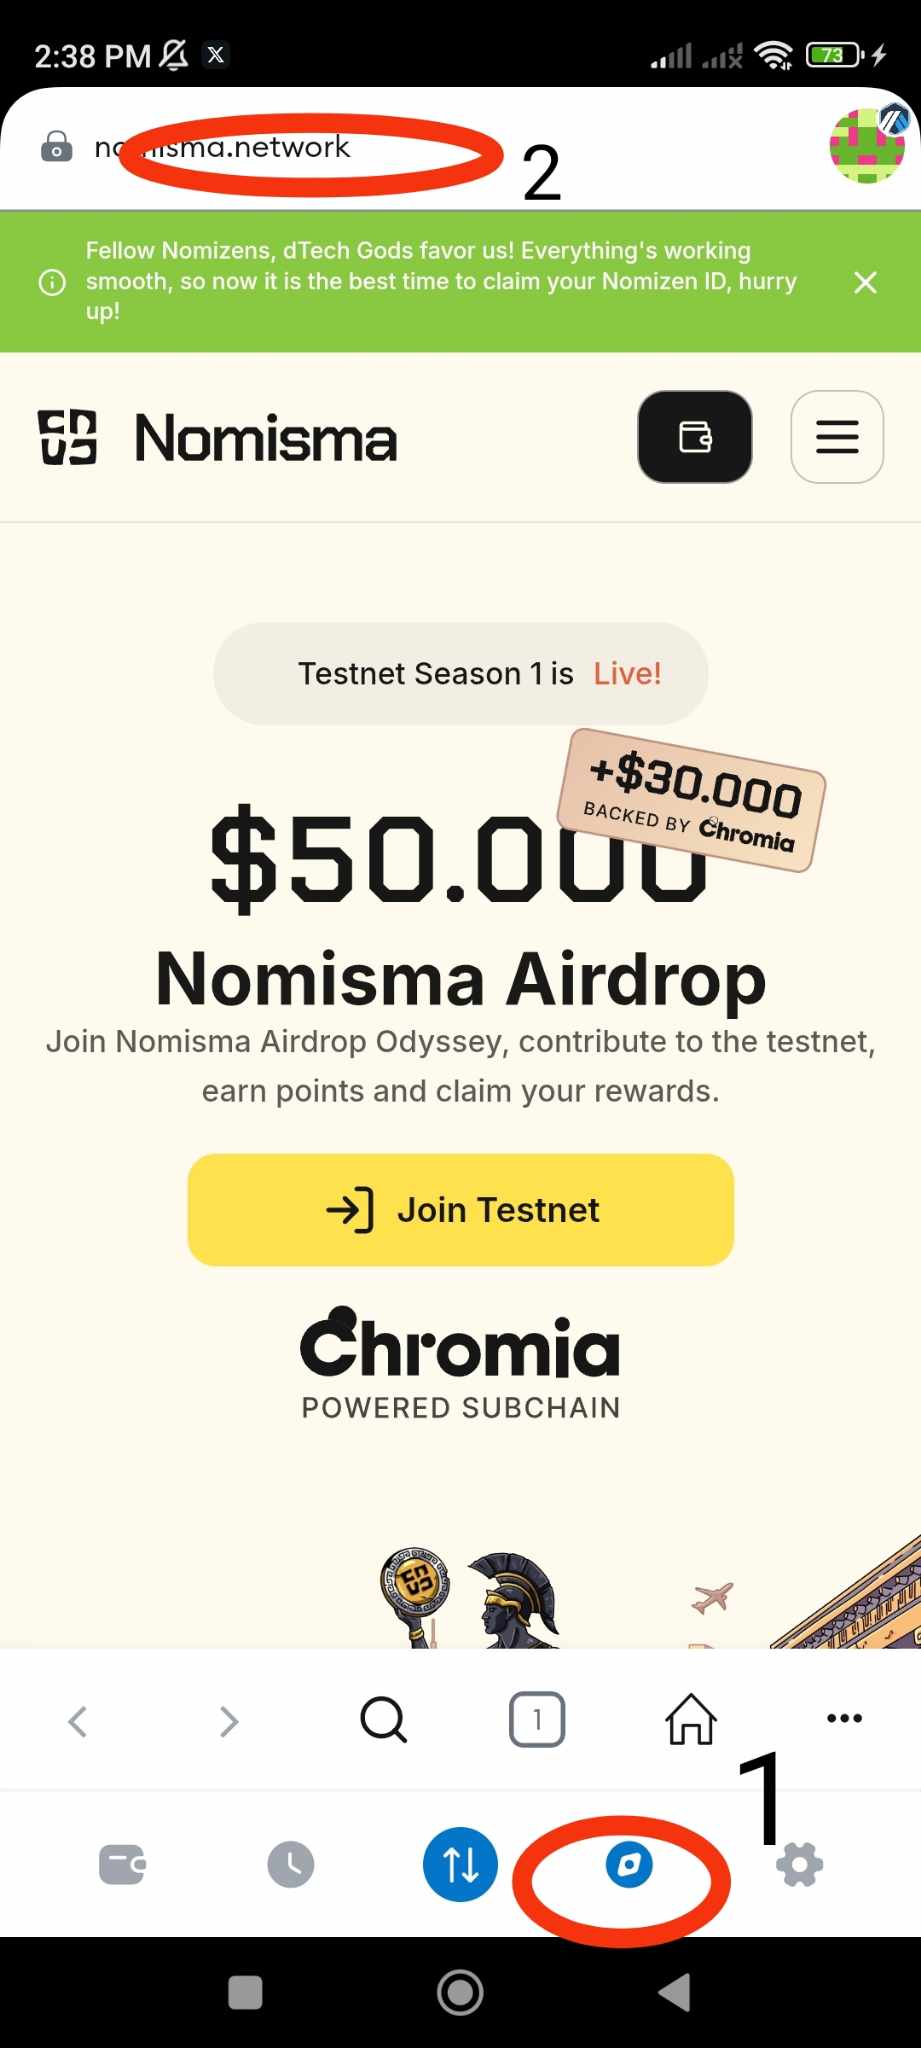 2:38 PM
73
nomisma.network
2
Fellow Nomizens, dTech Gods favor us! Everything's working
smooth, so now it is the best time to claim your Nomizen ID, hurry
up!
Nomisma
Testnet Season 1 is Live!
+$30.000
BACKED BY Chromia
$50.000
Nomisma Airdrop
Join Nomisma Airdrop Odyssey, contribute to the testnet,
earn points and claim your rewards.
Join Testnet
Chromia
POWERED SUBCHAIN
1
1